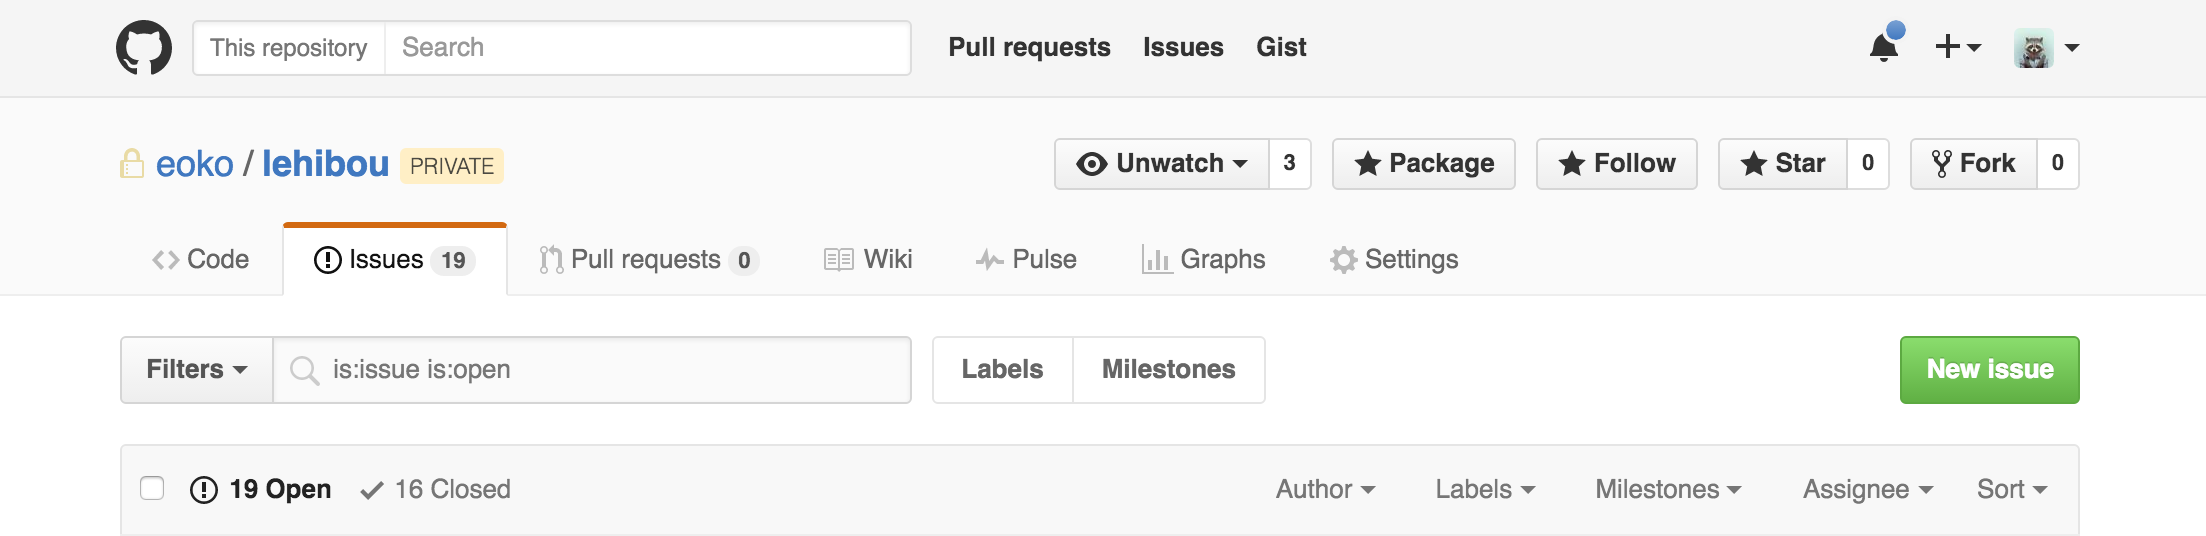 This repository Search Pull requests Issues Gist
eoko / lehibou PRIVATE Unwatch 3 Package Follow Star 0 Fork 0
Code Issues 19 Pull requests 0 Wiki Pulse Graphs Settings
Filters is:issue is:open Labels Milestones New issue
19 Open 16 Closed Author Labels Milestones Assignee Sort